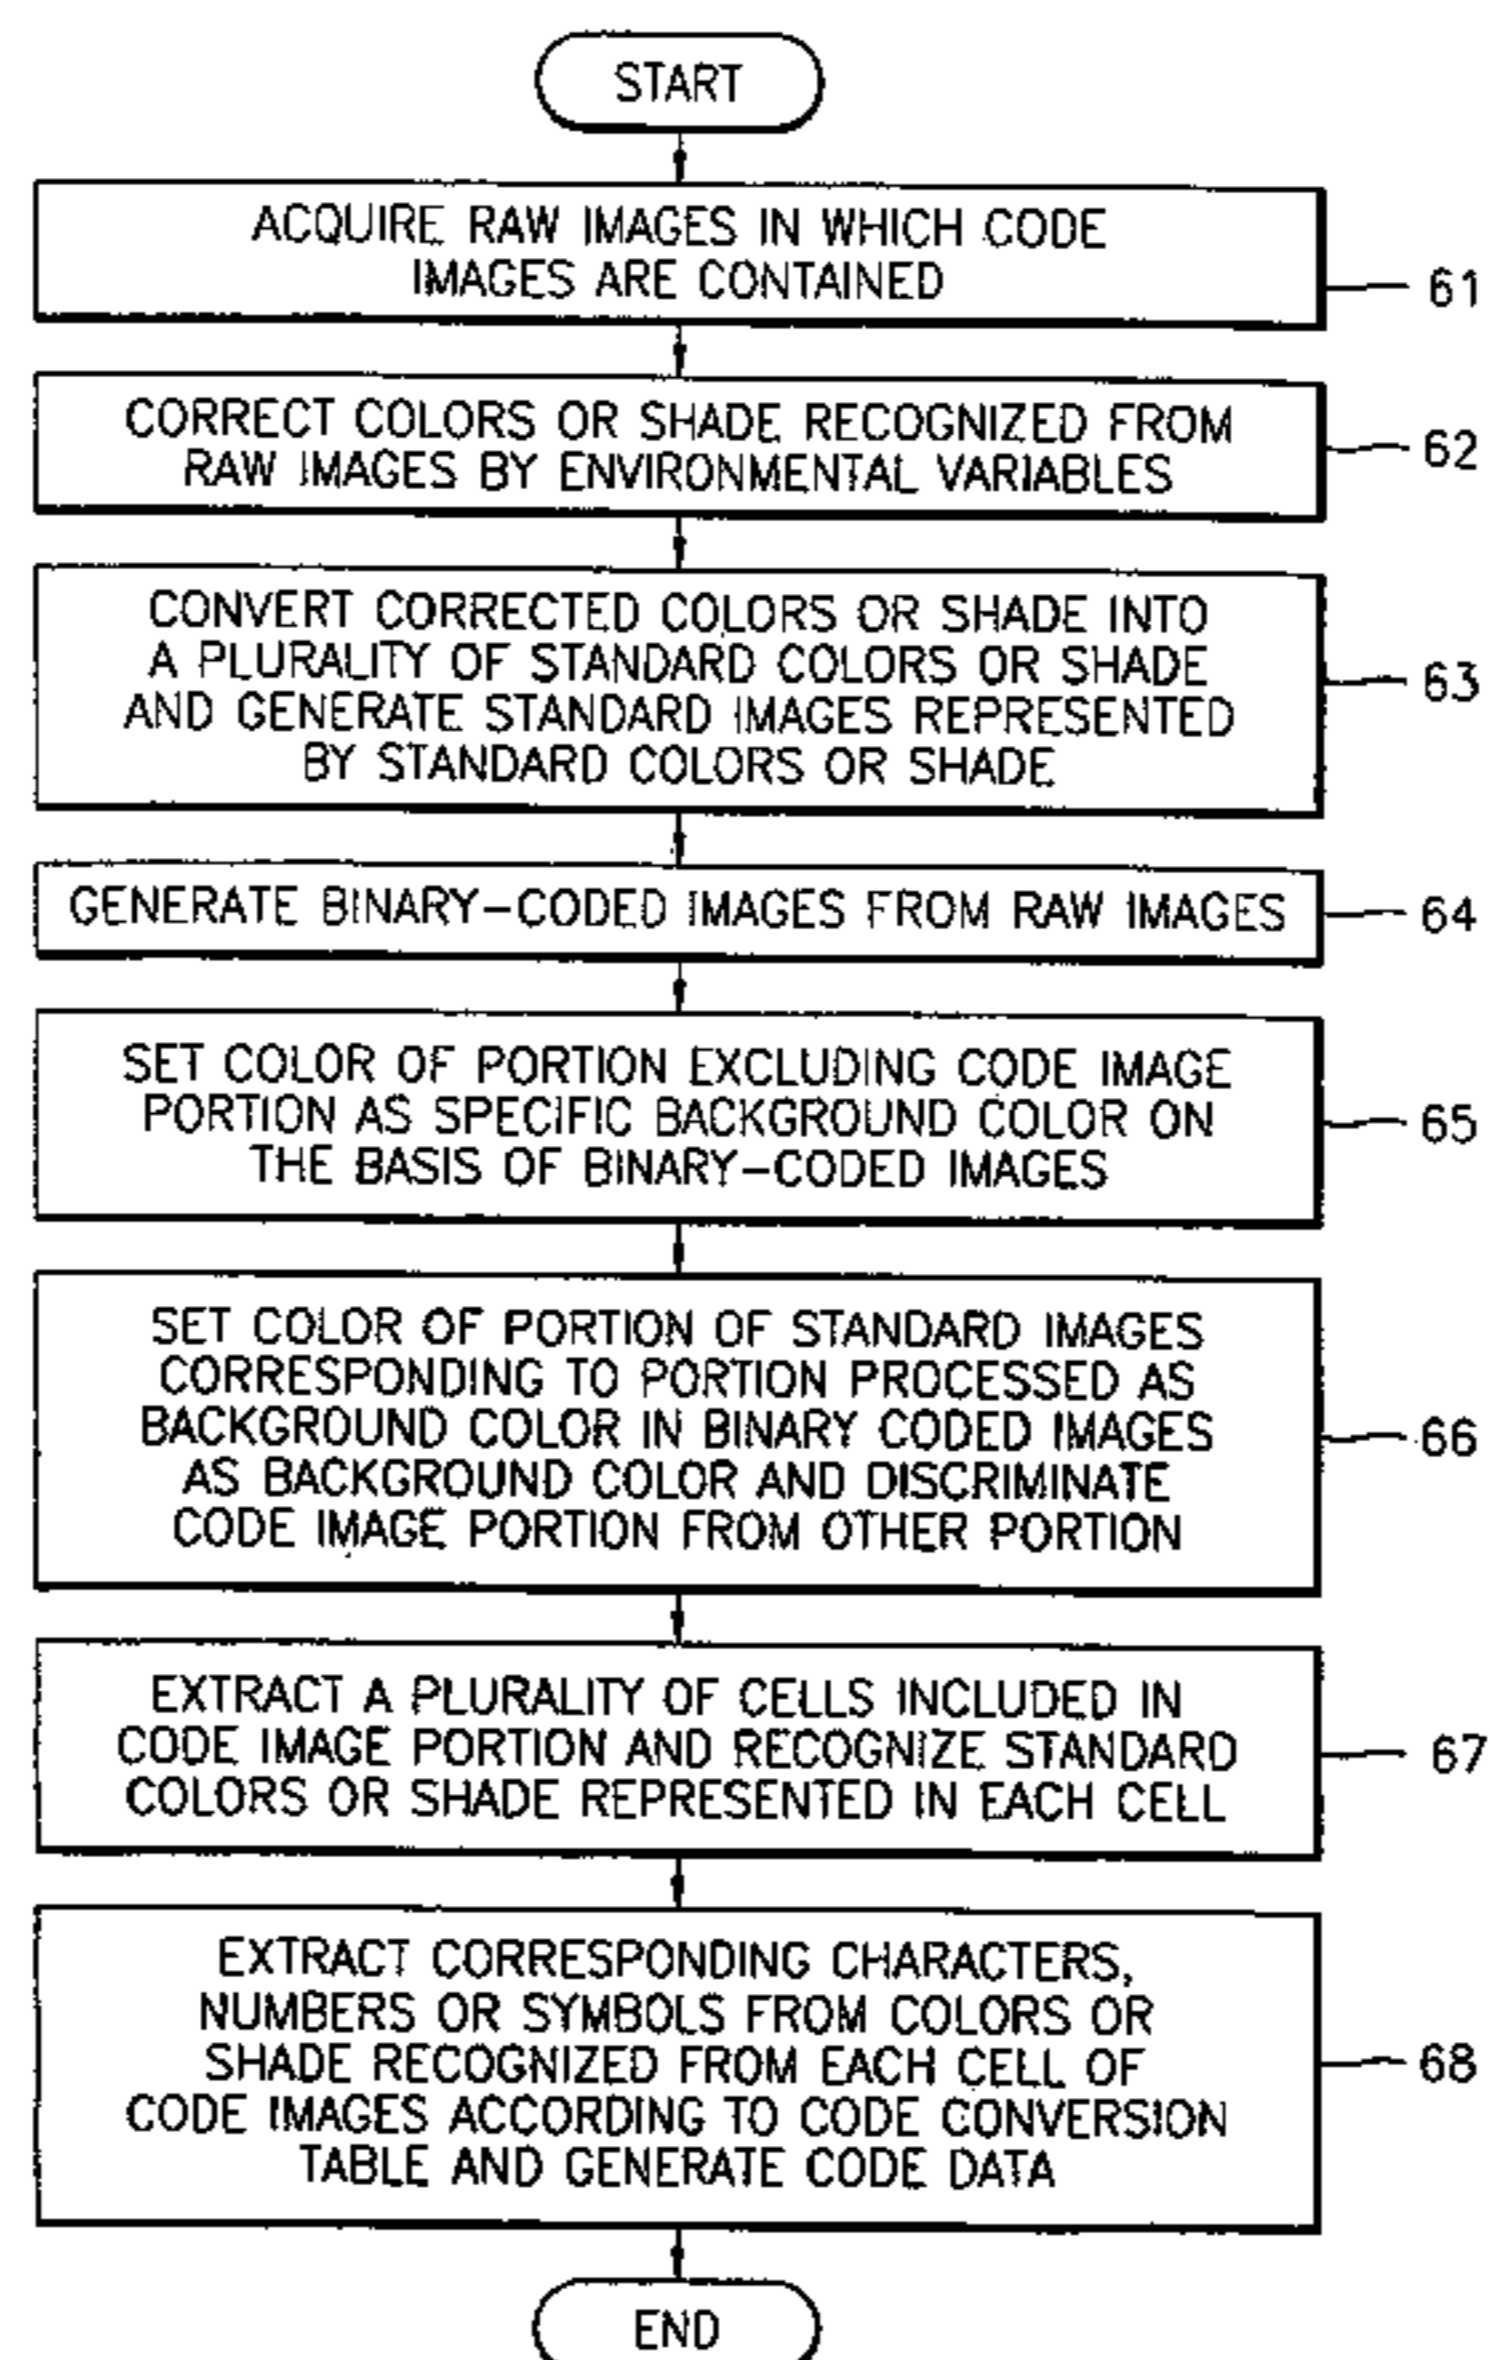 START
ACQUIRE RAW IMAGES IN WHICH CODE
IMAGES ARE CONTAINED
61
CORRECT COLORS OR SHADE RECOGNIZED FROM
RAW IMAGES BY ENVIRONMENTAL VARIABLES
62
CONVERT CORRECTED COLORS OR SHADE INTO
A PLURALITY OF STANDARD COLORS OR SHADE
AND GENERATE STANDARD IMAGES REPRESENTED
BY STANDARD COLORS OR SHADE
63
GENERATE BINARY-CODED IMAGES FROM RAW IMAGES
64
SET COLOR OF PORTION EXCLUDING CODE IMAGE
PORTION AS SPECIFIC BACKGROUND COLOR ON
THE BASIS OF BINARY-CODED IMAGES
65
SET COLOR OF PORTION OF STANDARD IMAGES
CORRESPONDING TO PORTION PROCESSED AS
BACKGROUND COLOR IN BINARY CODED IMAGES
AS BACKGROUND COLOR AND DISCRIMINATE
CODE IMAGE PORTION FROM OTHER PORTION
66
EXTRACT A PLURALITY OF CELLS INCLUDED IN
CODE IMAGE PORTION AND RECOGNIZE STANDARD
COLORS OR SHADE REPRESENTED IN EACH CELL
67
EXTRACT CORRESPONDING CHARACTERS,
NUMBERS OR SYMBOLS FROM COLORS OR
SHADE RECOGNIZED FROM EACH CELL OF
CODE IMAGES ACCORDING TO CODE CONVERSION
TABLE AND GENERATE CODE DATA
68
END